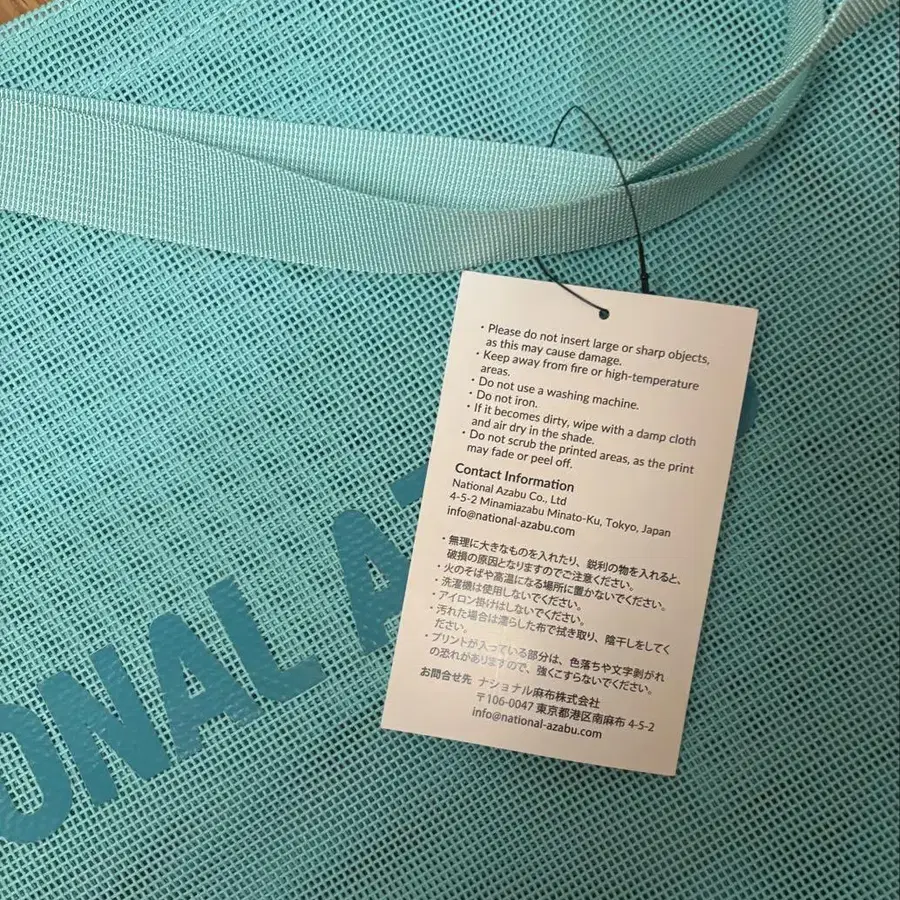 ・Please do not insert large or sharp objects,
as this may cause damage.
・Keep away from fire or high-temperature
areas.
・Do not use a washing machine.
・Do not iron.
・If it becomes dirty, wipe with a damp cloth
and air dry in the shade.
・Do not scrub the printed areas, as the print
may fade or peel off.
Contact Information
National Azabu Co., Ltd
4-5-2 Minamiazabu Minato-Ku, Tokyo, Japan
info@national-azabu.com
・無理に大きなものを入れたり、鋭利の物を入れると、
破損の原因となりますのでご注意ください。
・火のそばや高温になる場所に置かないでください。
・洗濯機は使用しないでください。
・アイロン掛けはしないでください。
・汚れた場合は濡らした布で拭き取り、陰干しをしてく
ださい。
・プリントが入っている部分は、色落ちや文字剥がれ
の恐れがありますので、強くこすらないでください。
お問合せ先 ナショナル麻布株式会社
〒106-0047 東京都港区南麻布 4-5-2
info@national-azabu.com
ONAL AZ